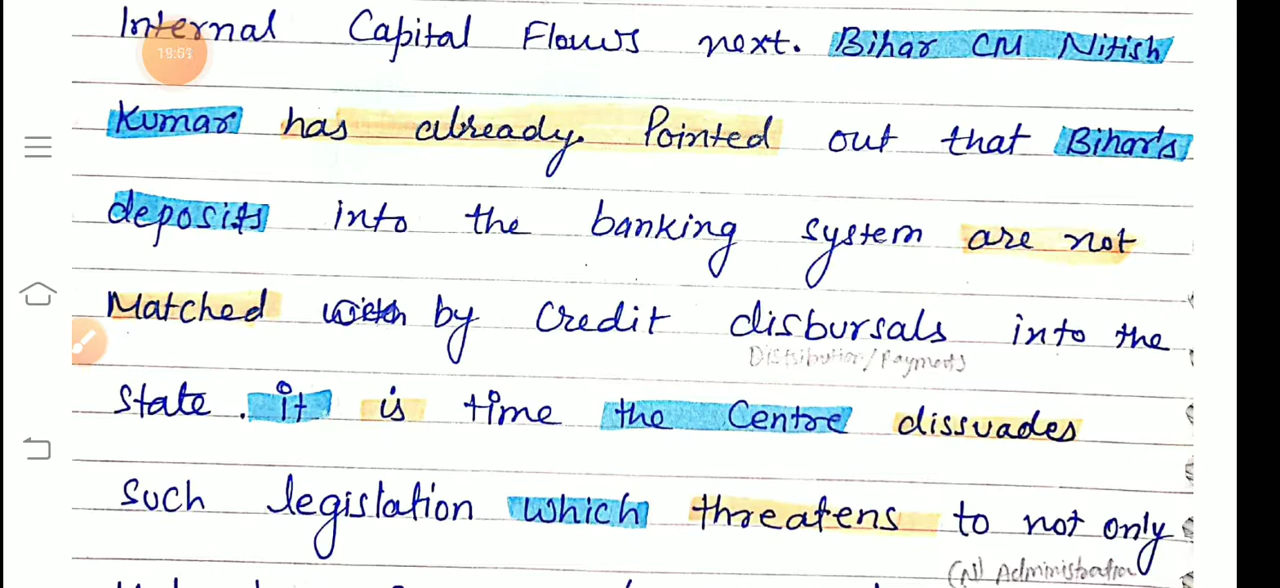 Internal Capital Flows next. Bihar CM Nitish
Kumar has already Pointed out that Bihar's
deposits into the banking system are not
Matched with by Credit disbursals into the
Distribution/Payments
state. it is time the Centre dissuades
Such legislation which threatens to not only
(N) Administration